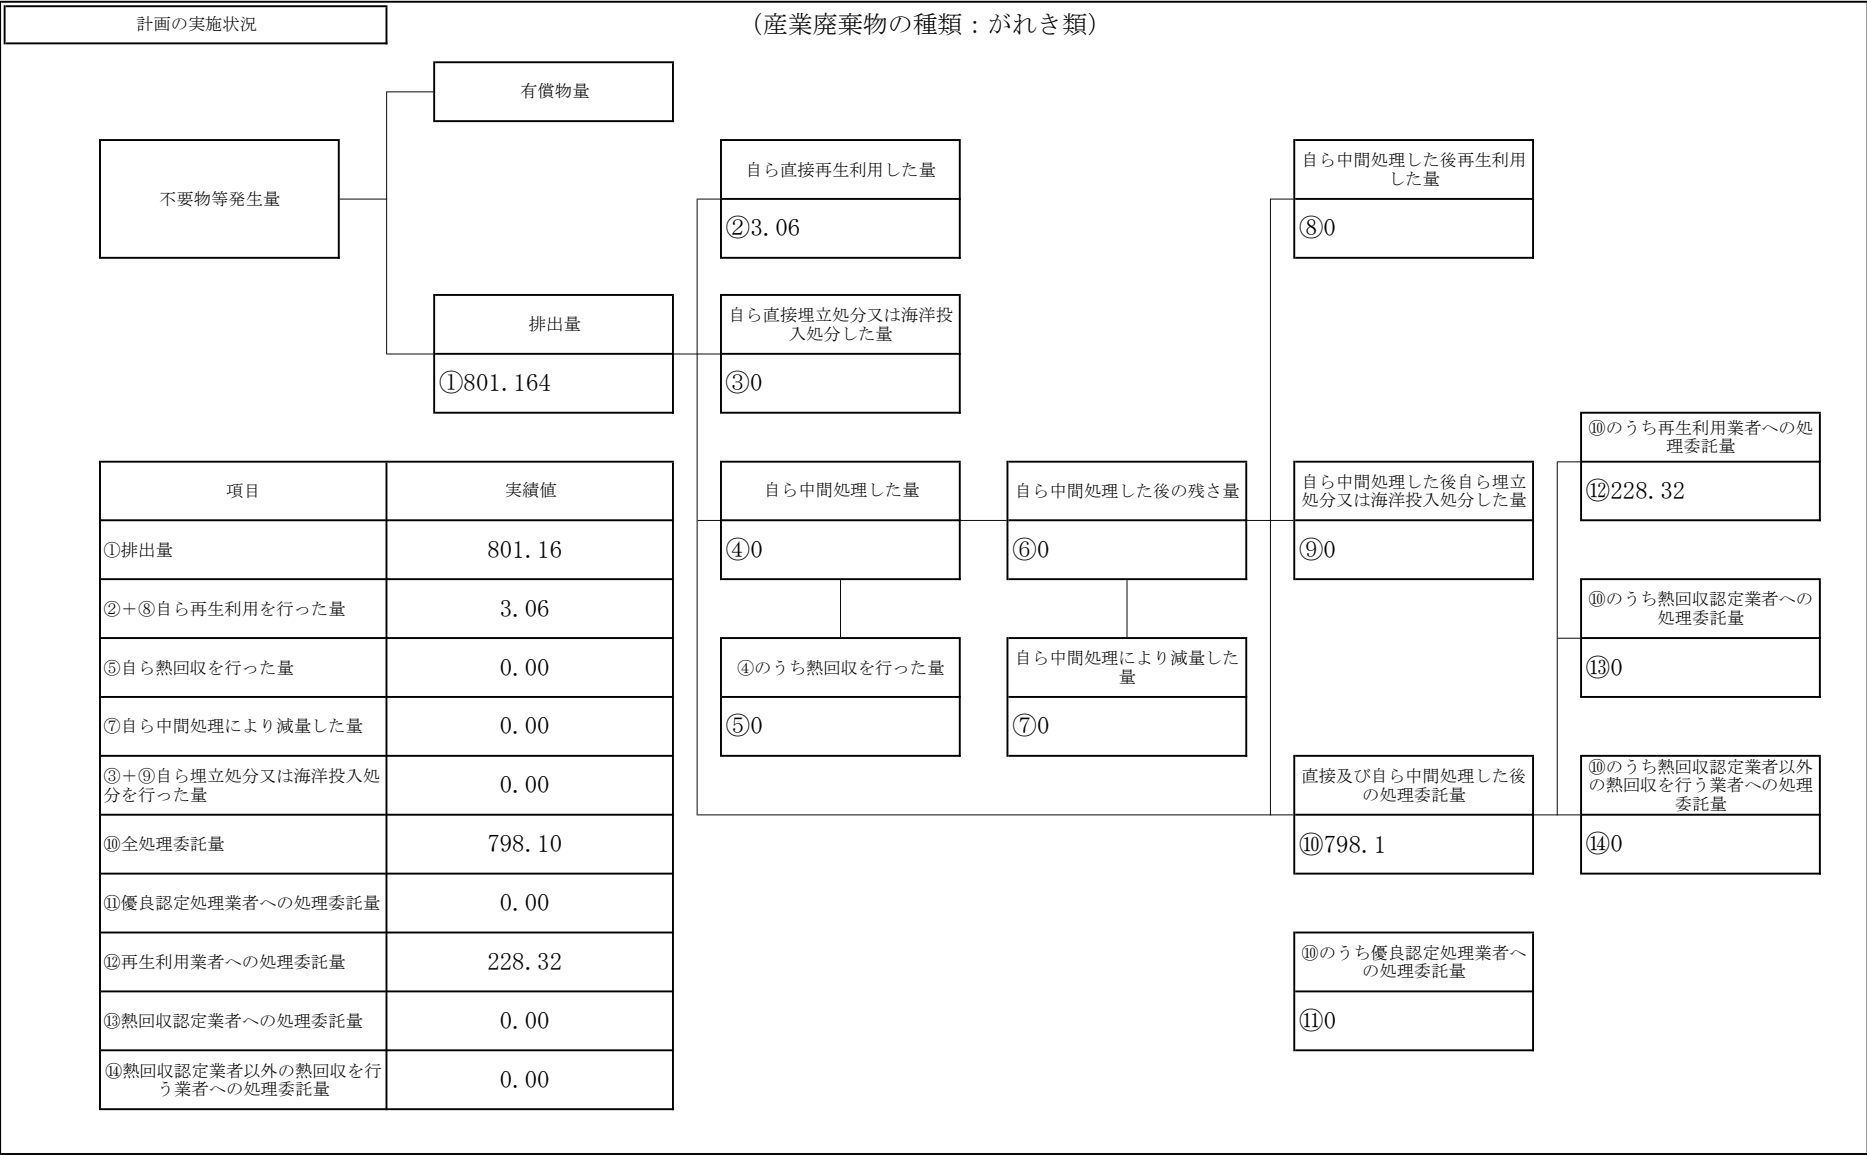 計画の実施状況
（産業廃棄物の種類：がれき類）
有償物量
不要物等発生量
自ら直接再生利用した量
②3.06
自ら中間処理した後再生利用
した量
⑧0
排出量
①801.164
自ら直接埋立処分又は海洋投
入処分した量
③0
⑩のうち再生利用業者への処
理委託量
⑫228.32
自ら中間処理した量
④0
自ら中間処理した後の残さ量
⑥0
自ら中間処理した後自ら埋立
処分又は海洋投入処分した量
⑨0
⑩のうち熱回収認定業者への
処理委託量
⑬0
④のうち熱回収を行った量
⑤0
自ら中間処理により減量した
量
⑦0
直接及び自ら中間処理した後
の処理委託量
⑩798.1
⑩のうち熱回収認定業者以外
の熱回収を行う業者への処理
委託量
⑭0
⑩のうち優良認定処理業者へ
の処理委託量
⑪0
項目 実績値
①排出量 801.16
②＋⑧自ら再生利用を行った量 3.06
⑤自ら熱回収を行った量 0.00
⑦自ら中間処理により減量した量 0.00
③＋⑨自ら埋立処分又は海洋投入処
分を行った量 0.00
⑩全処理委託量 798.10
⑪優良認定処理業者への処理委託量 0.00
⑫再生利用業者への処理委託量 228.32
⑬熱回収認定業者への処理委託量 0.00
⑭熱回収認定業者以外の熱回収を行
う業者への処理委託量 0.00